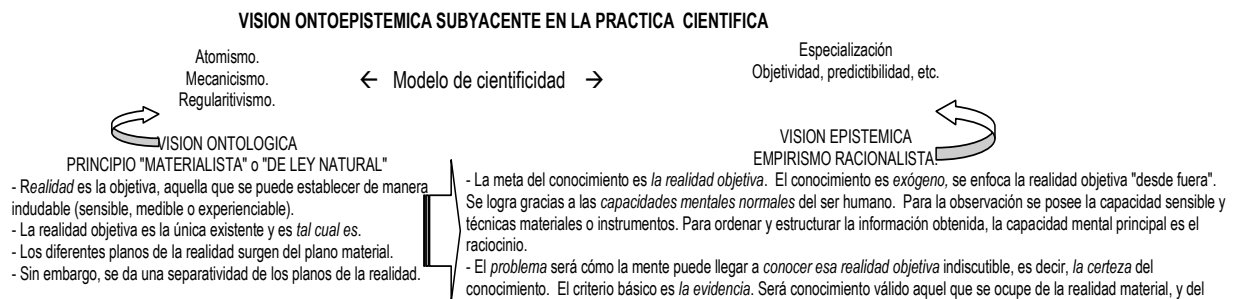 VISION ONTOEPISTEMICA SUBYACENTE EN LA PRACTICA CIENTIFICA
Atomismo.
Mecanicismo.
Regularitivismo.
← Modelo de cientificidad →
Especialización
Objetividad, predictibilidad, etc.
VISION ONTOLOGICA
PRINCIPIO "MATERIALISTA" o "DE LEY NATURAL"
- Realidad es la objetiva, aquella que se puede establecer de manera
indudable (sensible, medible o experienciable).
- La realidad objetiva es la única existente y es tal cual es.
- Los diferentes planos de la realidad surgen del plano material.
- Sin embargo, se da una separatividad de los planos de la realidad.
VISION EPISTEMICA
EMPIRISMO RACIONALISTA.
- La meta del conocimiento es la realidad objetiva. El conocimiento es exógeno, se enfoca la realidad objetiva "desde fuera".
Se logra gracias a las capacidades mentales normales del ser humano. Para la observación se posee la capacidad sensible y
técnicas materiales o instrumentos. Para ordenar y estructurar la información obtenida, la capacidad mental principal es el
raciocinio.
- El problema será cómo la mente puede llegar a conocer esa realidad objetiva indiscutible, es decir, la certeza del
conocimiento. El criterio básico es la evidencia. Será conocimiento válido aquel que se ocupe de la realidad material, y del